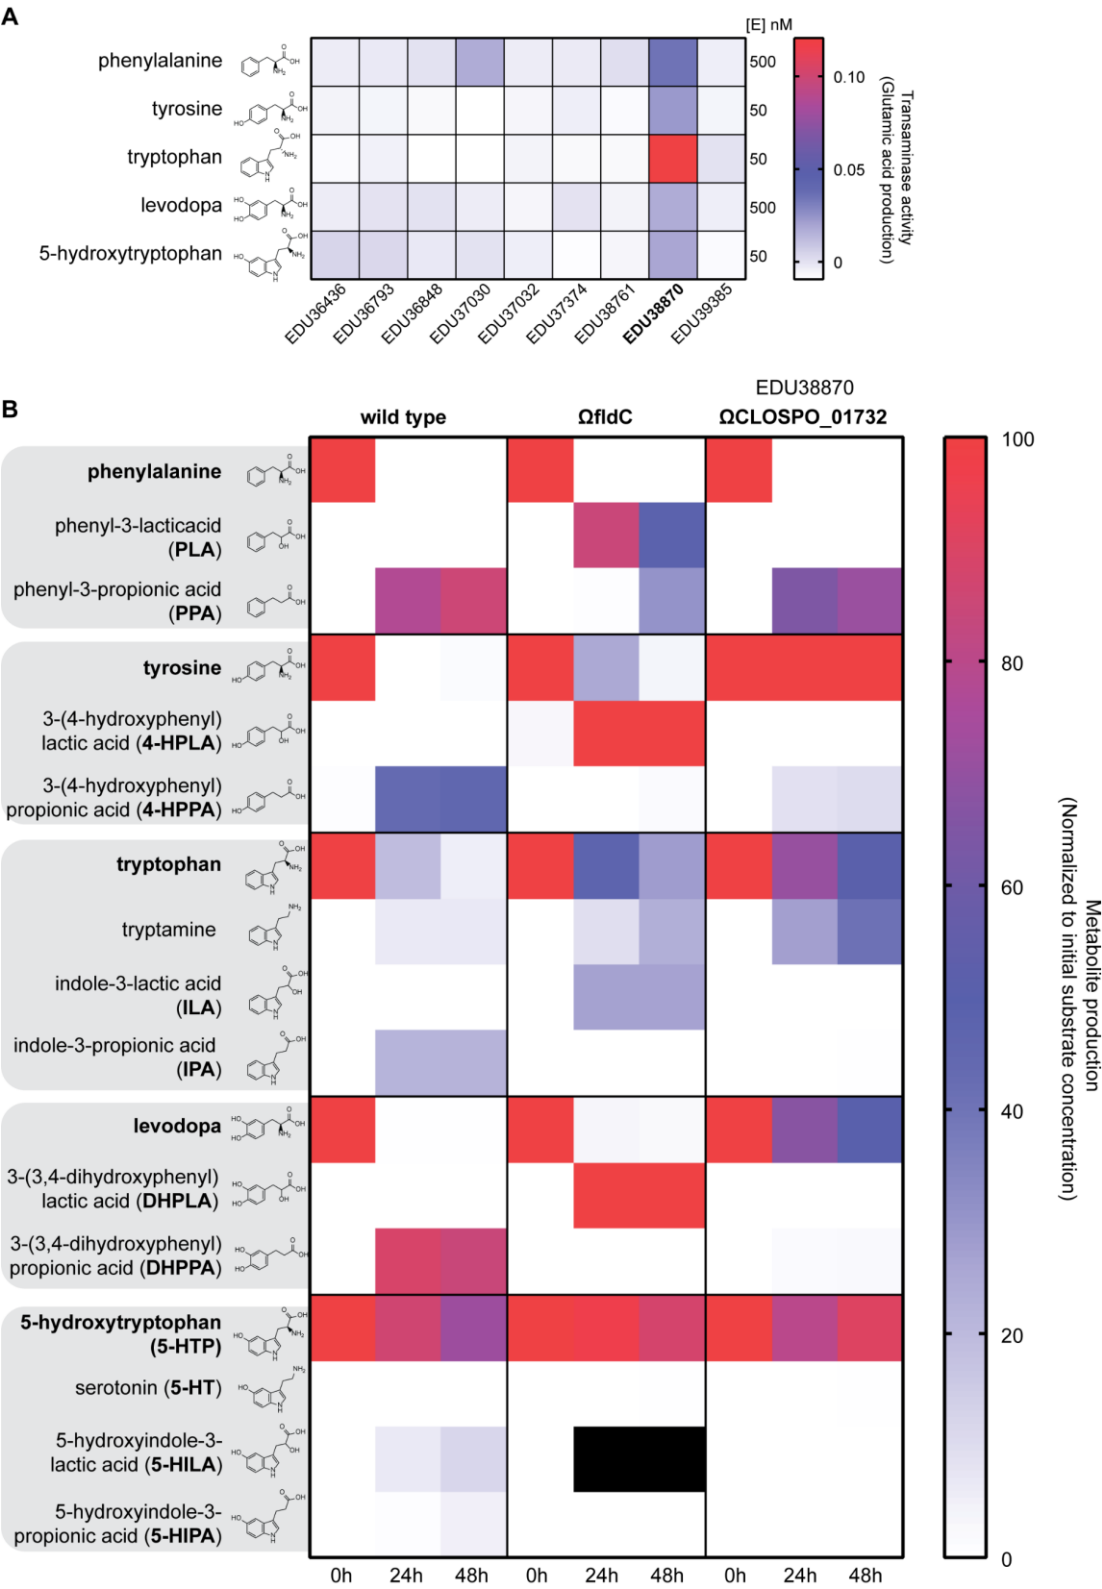 A
[E] nM
phenylalanine
500
tyrosine
50
tryptophan
50
levodopa
500
5-hydroxytryptophan
50
0.10
0.05
0
Transaminase activity
(Glutamic acid production)
EDU36436
EDU36793
EDU36848
EDU37030
EDU37032
EDU37374
EDU38761
EDU38870
EDU39385
B
EDU38870
wild type
ΩfldC
ΩCLOSPO_01732
phenylalanine
phenyl-3-lacticacid
(PLA)
phenyl-3-propionic acid
(PPA)
tyrosine
3-(4-hydroxyphenyl)
lactic acid (4-HPLA)
3-(4-hydroxyphenyl)
propionic acid (4-HPPA)
tryptophan
tryptamine
indole-3-lactic acid
(ILA)
indole-3-propionic acid
(IPA)
levodopa
3-(3,4-dihydroxyphenyl)
lactic acid (DHPLA)
3-(3,4-dihydroxyphenyl)
propionic acid (DHPPA)
5-hydroxytryptophan
(5-HTP)
serotonin (5-HT)
5-hydroxyindole-3-
lactic acid (5-HILA)
5-hydroxyindole-3-
propionic acid (5-HIPA)
0h 24h 48h 0h 24h 48h 0h 24h 48h
100
80
60
40
20
0
Metabolite production
(Normalized to initial substrate concentration)